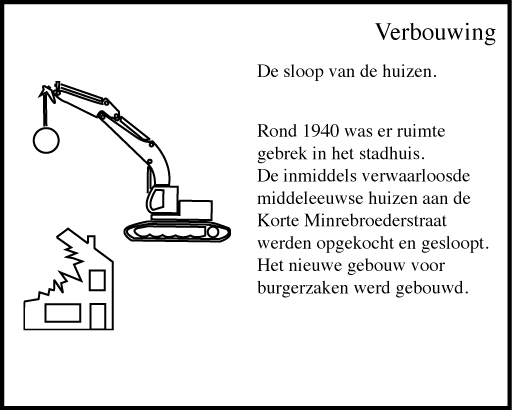 Verbouwing
De sloop van de huizen.
Rond 1940 was er ruimte
gebrek in het stadhuis.
De inmiddels verwaarloosde
middeleeuwse huizen aan de
Korte Minrebroederstraat
werden opgekocht en gesloopt.
Het nieuwe gebouw voor
burgerzaken werd gebouwd.